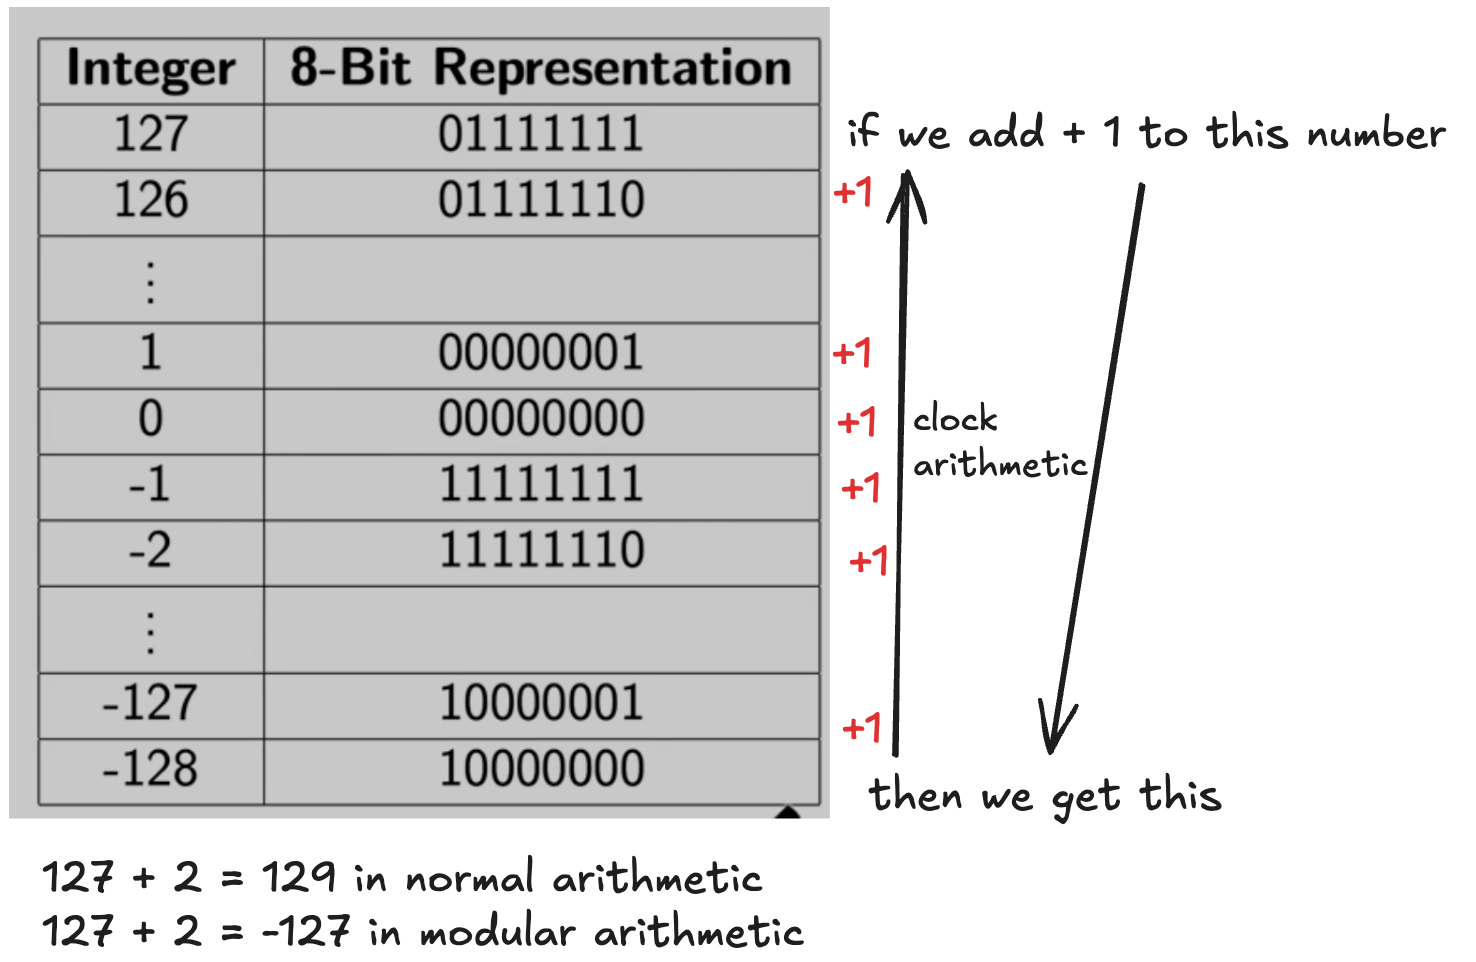 Integer 8-Bit Representation
127 01111111 if we add + 1 to this number
126 01111110 +1
⋮
1 00000001 +1
0 00000000 +1 clock
arithmetic
-1 11111111 +1
-2 11111110 +1
⋮
-127 10000001 +1
-128 10000000 then we get this
127 + 2 = 129 in normal arithmetic
127 + 2 = -127 in modular arithmetic